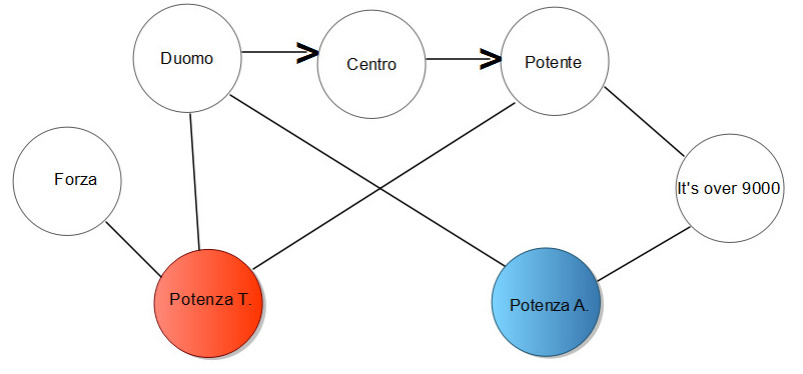 Duomo
Centro
Potente
Forza
It's over 9000
Potenza T.
Potenza A.